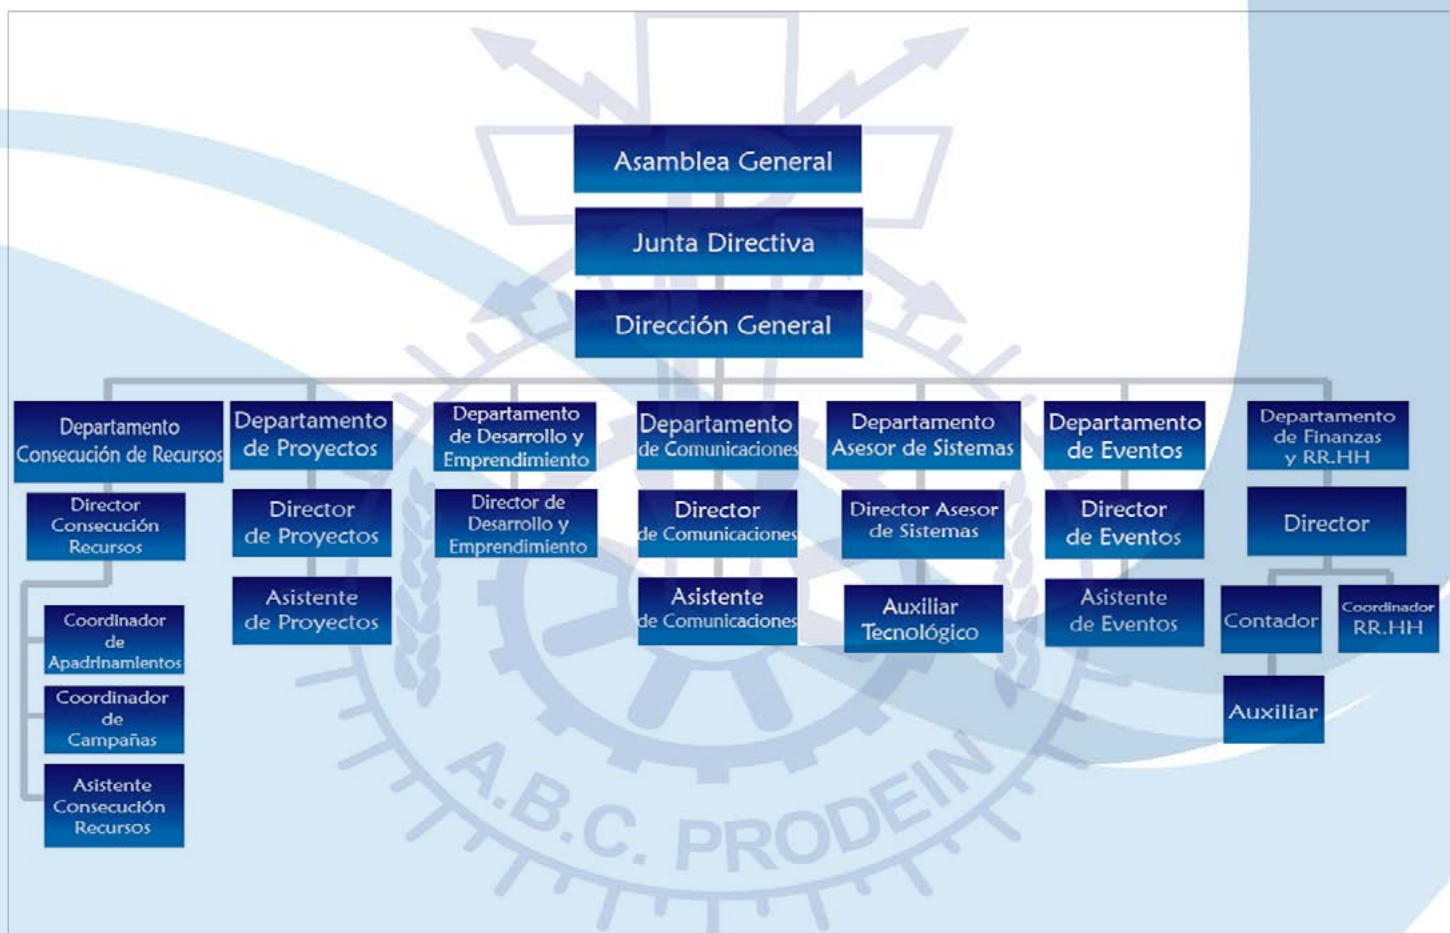 Asamblea General
Junta Directiva
Dirección General
Departamento
Consecución de Recursos
Departamento
de Proyectos
Departamento
de Desarrollo y
Emprendimiento
Departamento
de Comunicaciones
Departamento
Asesor de Sistemas
Departamento
de Eventos
Departamento
de Finanzas
y RR.HH
Director
Consecución
Recursos
Director
de Proyectos
Director de
Desarrollo y
Emprendimiento
Director
de Comunicaciones
Director Asesor
de Sistemas
Director
de Eventos
Director
Coordinador
de
Apadrinamientos
Asistente
de Proyectos
Asistente
de Comunicaciones
Auxiliar
Tecnológico
Asistente
de Eventos
Contador
Coordinador
RR.HH
Coordinador
de
Campañas
Auxiliar
Asistente
Consecución
Recursos
A.B.C. PRODEIN